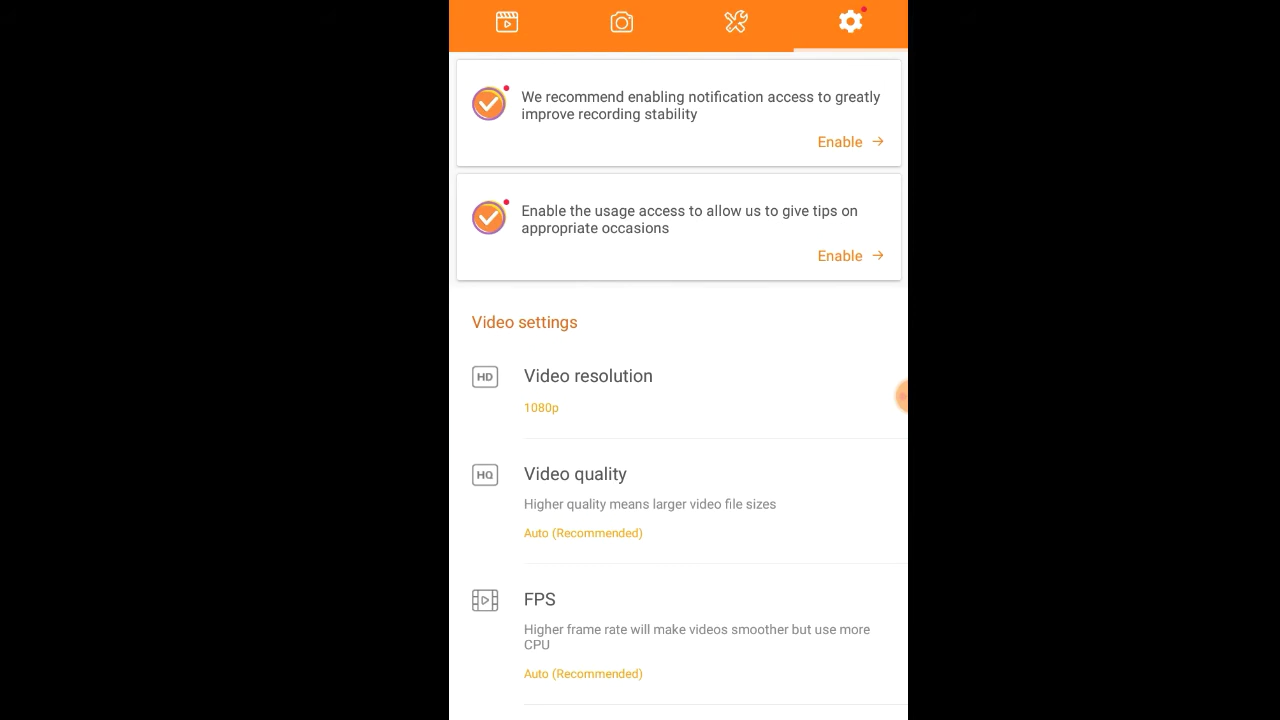 We recommend enabling notification access to greatly
improve recording stability
Enable
Enable the usage access to allow us to give tips on
appropriate occasions
Enable
Video settings
HD
Video resolution
1080p
HQ
Video quality
Higher quality means larger video file sizes
Auto (Recommended)
FPS
Higher frame rate will make videos smoother but use more
CPU
Auto (Recommended)